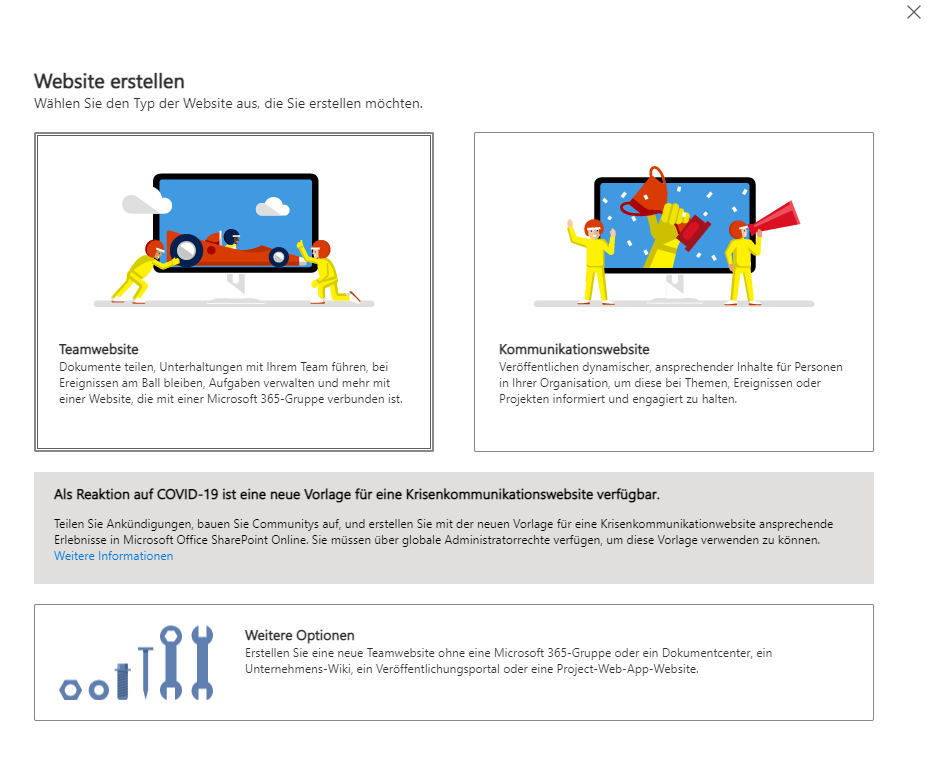 Website erstellen
Wählen Sie den Typ der Website aus, die Sie erstellen möchten.
Teamwebsite
Dokumente teilen, Unterhaltungen mit Ihrem Team führen, bei
Ereignissen am Ball bleiben, Aufgaben verwalten und mehr mit
einer Website, die mit einer Microsoft 365-Gruppe verbunden ist.
Kommunikationswebsite
Veröffentlichen dynamischer, ansprechender Inhalte für Personen
in Ihrer Organisation, um diese bei Themen, Ereignissen oder
Projekten informiert und engagiert zu halten.
Als Reaktion auf COVID-19 ist eine neue Vorlage für eine Krisenkommunikationswebsite verfügbar.
Teilen Sie Ankündigungen, bauen Sie Communitys auf, und erstellen Sie mit der neuen Vorlage für eine Krisenkommunikationwebsite ansprechende
Erlebnisse in Microsoft Office SharePoint Online. Sie müssen über globale Administratorrechte verfügen, um diese Vorlage verwenden zu können.
Weitere Informationen
Weitere Optionen
Erstellen Sie eine neue Teamwebsite ohne eine Microsoft 365-Gruppe oder ein Dokumentcenter, ein
Unternehmens-Wiki, ein Veröffentlichungsportal oder eine Project-Web-App-Website.